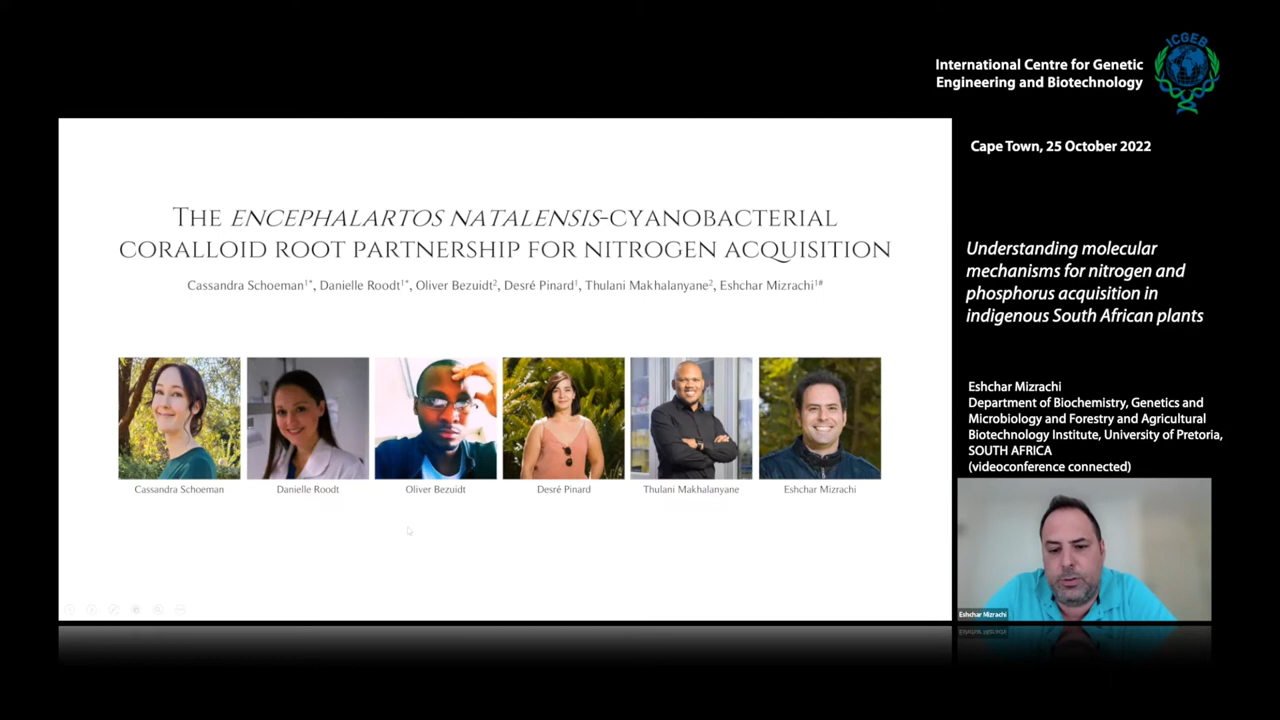 ICGEB
International Centre for Genetic
Engineering and Biotechnology
Cape Town, 25 October 2022
THE ENCEPHALARTOS NATALENSIS-CYANOBACTERIAL
CORALLOID ROOT PARTNERSHIP FOR NITROGEN ACQUISITION
Cassandra Schoeman1*, Danielle Roodt1*, Oliver Bezuidt2, Desré Pinard1, Thulani Makhalanyane2, Eshchar Mizrachi1#
Cassandra Schoeman
Danielle Roodt
Oliver Bezuidt
Desré Pinard
Thulani Makhalanyane
Eshchar Mizrachi
Understanding molecular
mechanisms for nitrogen and
phosphorus acquisition in
indigenous South African plants
Eshchar Mizrachi
Department of Biochemistry, Genetics and
Microbiology and Forestry and Agricultural
Biotechnology Institute, University of Pretoria,
SOUTH AFRICA
(videoconference connected)
Eshchar Mizrachi